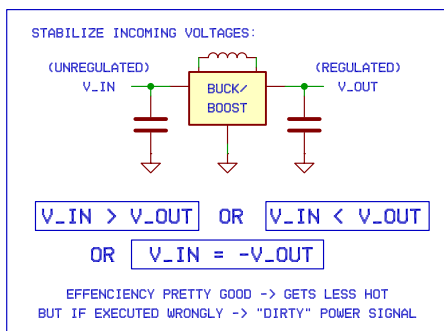 STABILIZE INCOMING VOLTAGES:
(UNREGULATED) (REGULATED)
V_IN BUCK/ V_OUT
BOOST
V_IN > V_OUT OR V_IN < V_OUT
OR V_IN = -V_OUT
EFFENCIENCY PRETTY GOOD -> GETS LESS HOT
BUT IF EXECUTED WRONGLY -> "DIRTY" POWER SIGNAL